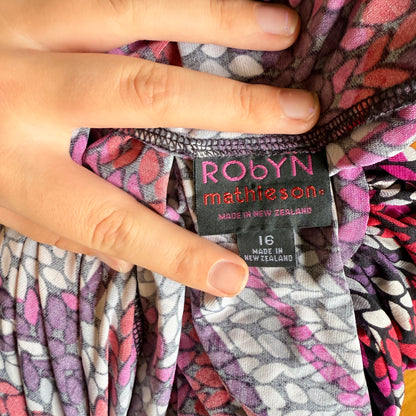 ROBYN
mathieson
MADE IN NEW ZEALAND
16
MADE IN
NEW ZEALAND